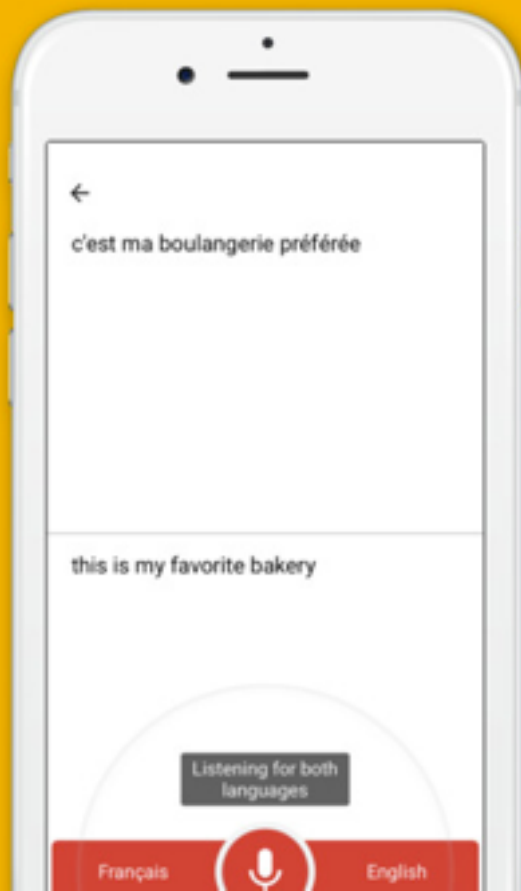 c'est ma boulangerie préférée
this is my favorite bakery
Listening for both
languages
Français
English